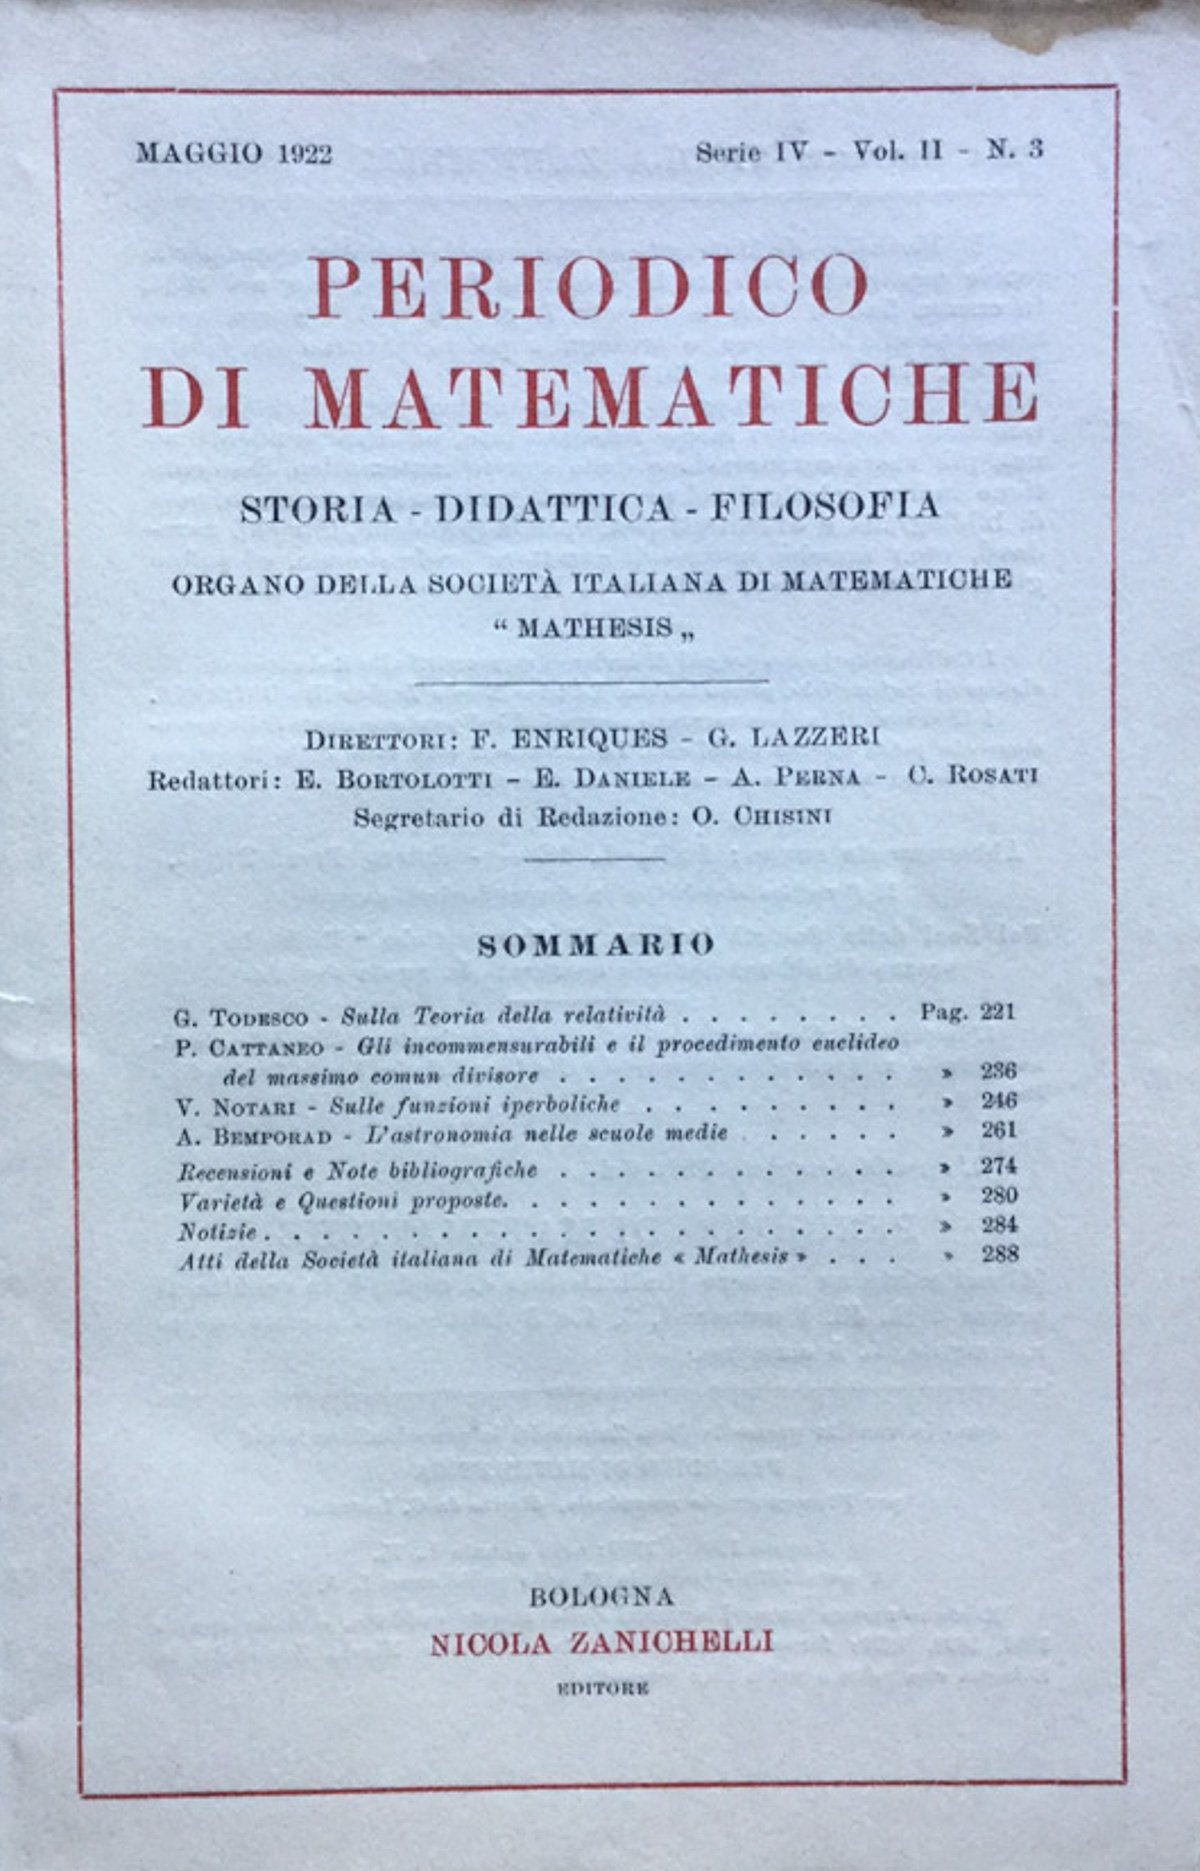 MAGGIO 1922 Serie IV - Vol. II - N. 3
PERIODICO
DI MATEMATICHE
STORIA - DIDATTICA - FILOSOFIA
ORGANO DELLA SOCIETÀ ITALIANA DI MATEMATICHE
“ MATHESIS „
DIRETTORI: F. ENRIQUES - G. LAZZERI
Redattori: E. BORTOLOTTI - E. DANIELE - A. PERNA - C. ROSATI
Segretario di Redazione: O. CHISINI
SOMMARIO
G. TODESCO - Sulla Teoria della relatività . . . . . . . . Pag. 221
P. CATTANEO - Gli incommensurabili e il procedimento euclideo
del massimo comun divisore . . . . . . . . . . . . » 236
V. NOTARI - Sulle funzioni iperboliche . . . . . . . . . » 246
A. BEMPORAD - L'astronomia nelle scuole medie . . . . . » 261
Recensioni e Note bibliografiche . . . . . . . . . . . . » 274
Varietà e Questioni proposte. . . . . . . . . . . . . . » 280
Notizie . . . . . . . . . . . . . . . . . . . . . . » 284
Atti della Società italiana di Matematiche « Mathesis » . . . » 288
BOLOGNA
NICOLA ZANICHELLI
EDITORE